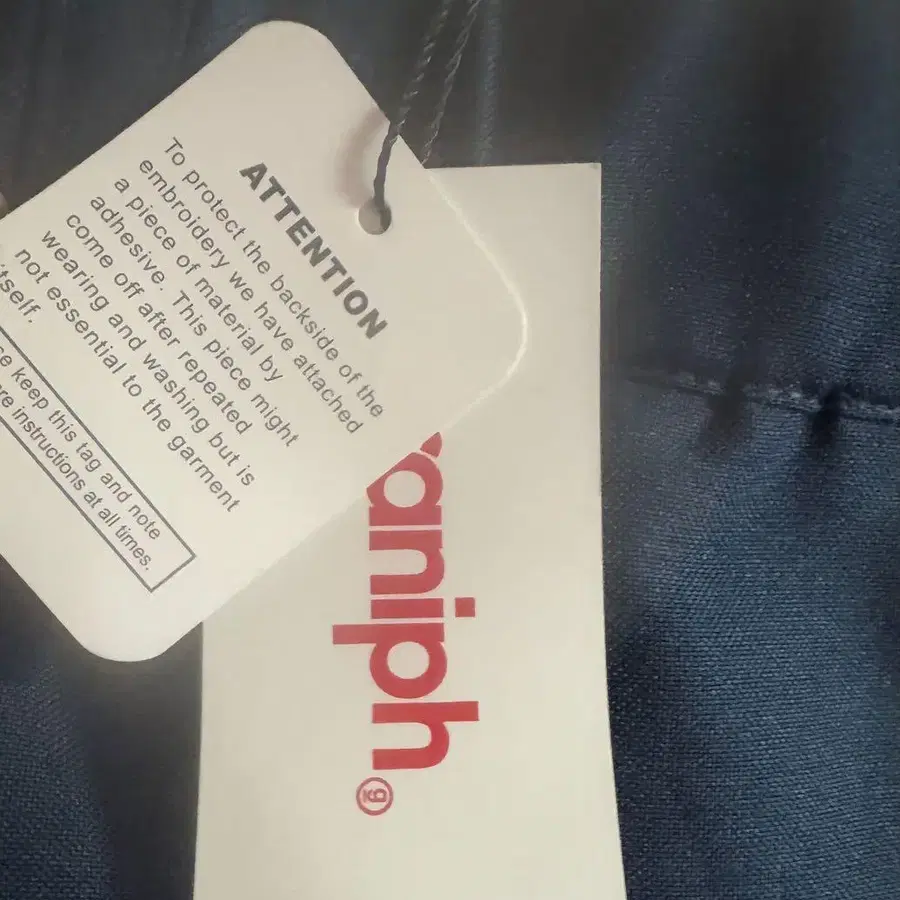 ATTENTION
To protect the backside of the
embroidery we have attached
a piece of material by
adhesive. This piece might
come off after repeated
wearing and washing but is
not essential to the garment
itself.
keep this tag and note
instructions at all times.
raniph